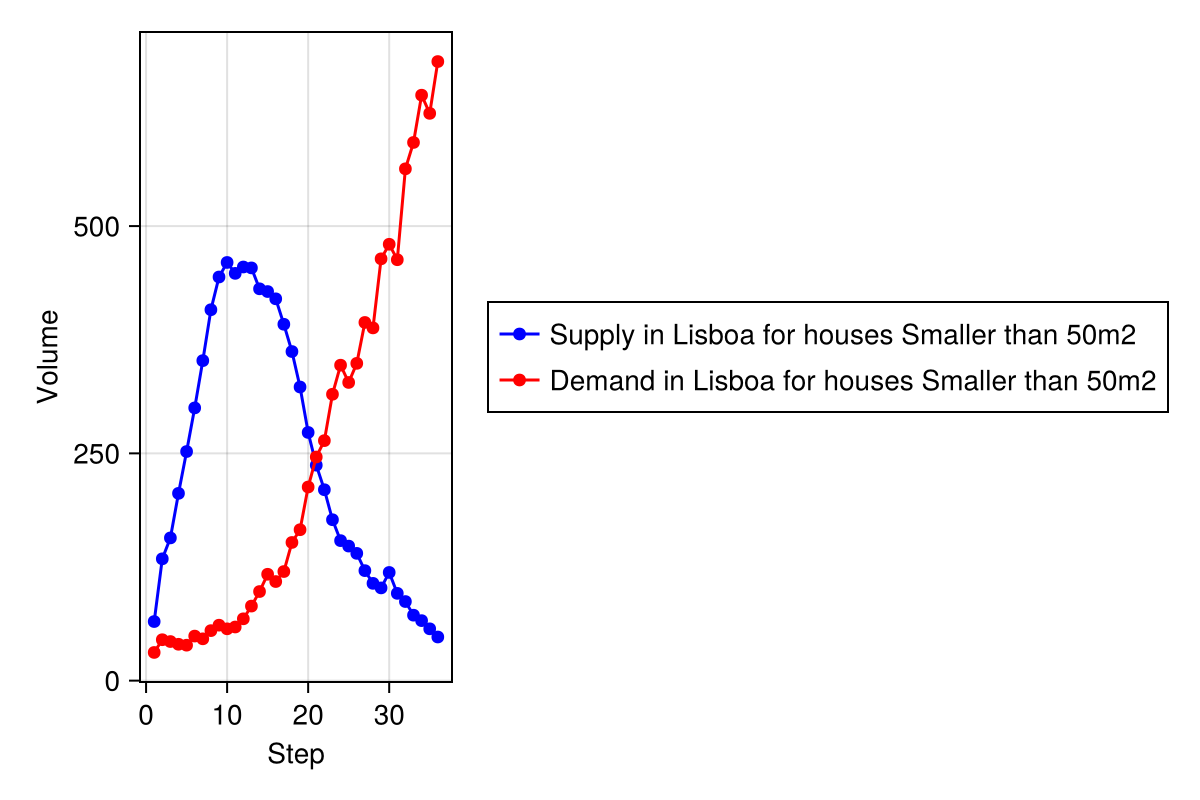 Volume
500
250
0
0 10 20 30
Step
Supply in Lisboa for houses Smaller than 50m2
Demand in Lisboa for houses Smaller than 50m2